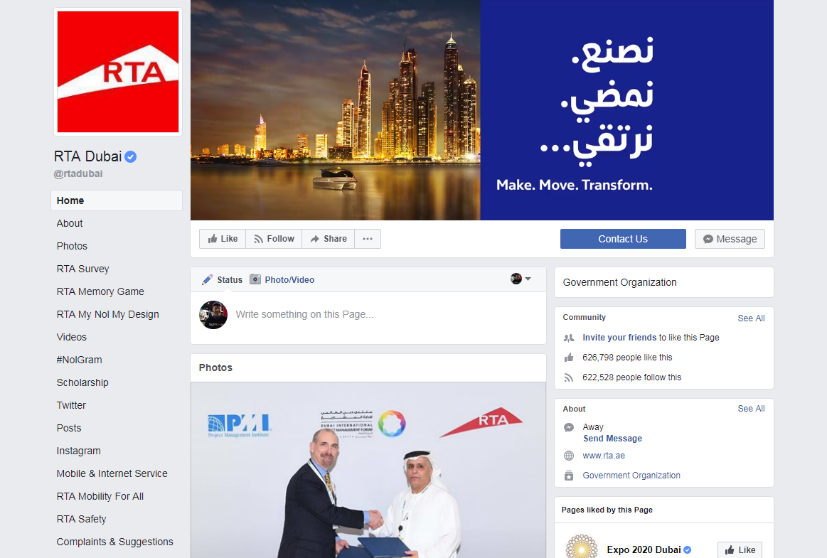 RTA
RTA Dubai
@rtadubai
Home
About
Photos
RTA Survey
RTA Memory Game
RTA My Nol My Design
Videos
#NolGram
Scholarship
Twitter
Posts
Instagram
Mobile & Internet Service
RTA Mobility For All
RTA Safety
Complaints & Suggestions
نصنع.
نمضي.
نرتقي...
Make. Move. Transform.
Like
Follow
Share
Contact Us
Message
Status
Photo/Video
Write something on this Page...
Photos
PMI
Project Management Institute
DUBAI INTERNATIONAL
RTA
Government Organization
Community
See All
Invite your friends to like this Page
626,798 people like this
622,528 people follow this
About
See All
Away
Send Message
www.rta.ae
Government Organization
Pages liked by this Page
Expo 2020 Dubai
Like